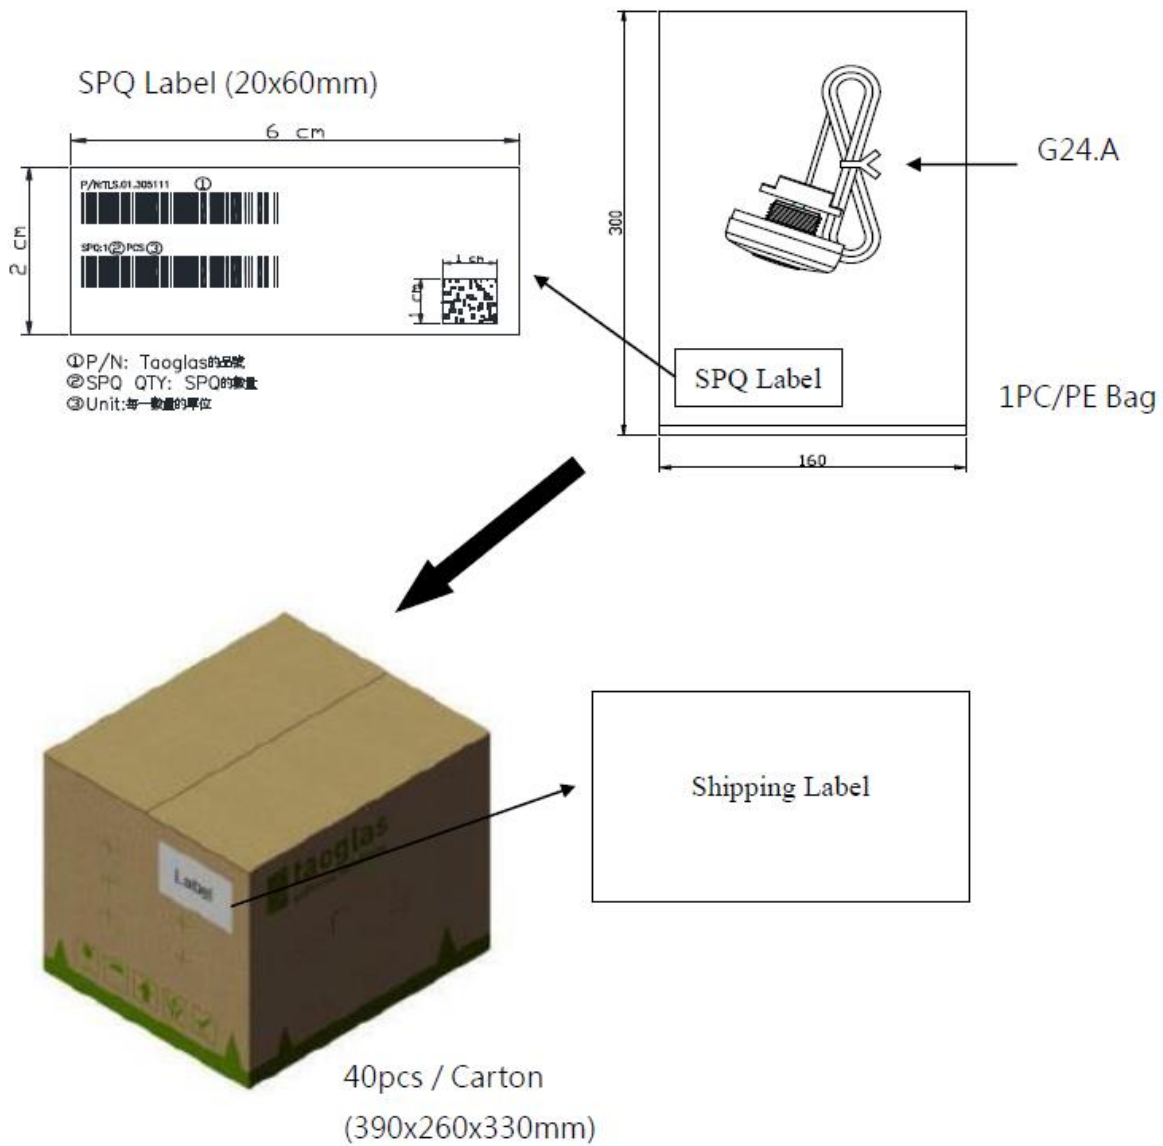 SPQ Label (20x60mm)
6 cm
2 cm
P/N:TLS.01.305111 ①
SPQ:1②PCS③
1 cm
1 cm
①P/N: Taoglas的品號
②SPQ QTY: SPQ的數量
③Unit:每一數量的單位
300
G24.A
SPQ Label
1PC/PE Bag
160
Label
taoglas
Shipping Label
40pcs / Carton
(390x260x330mm)